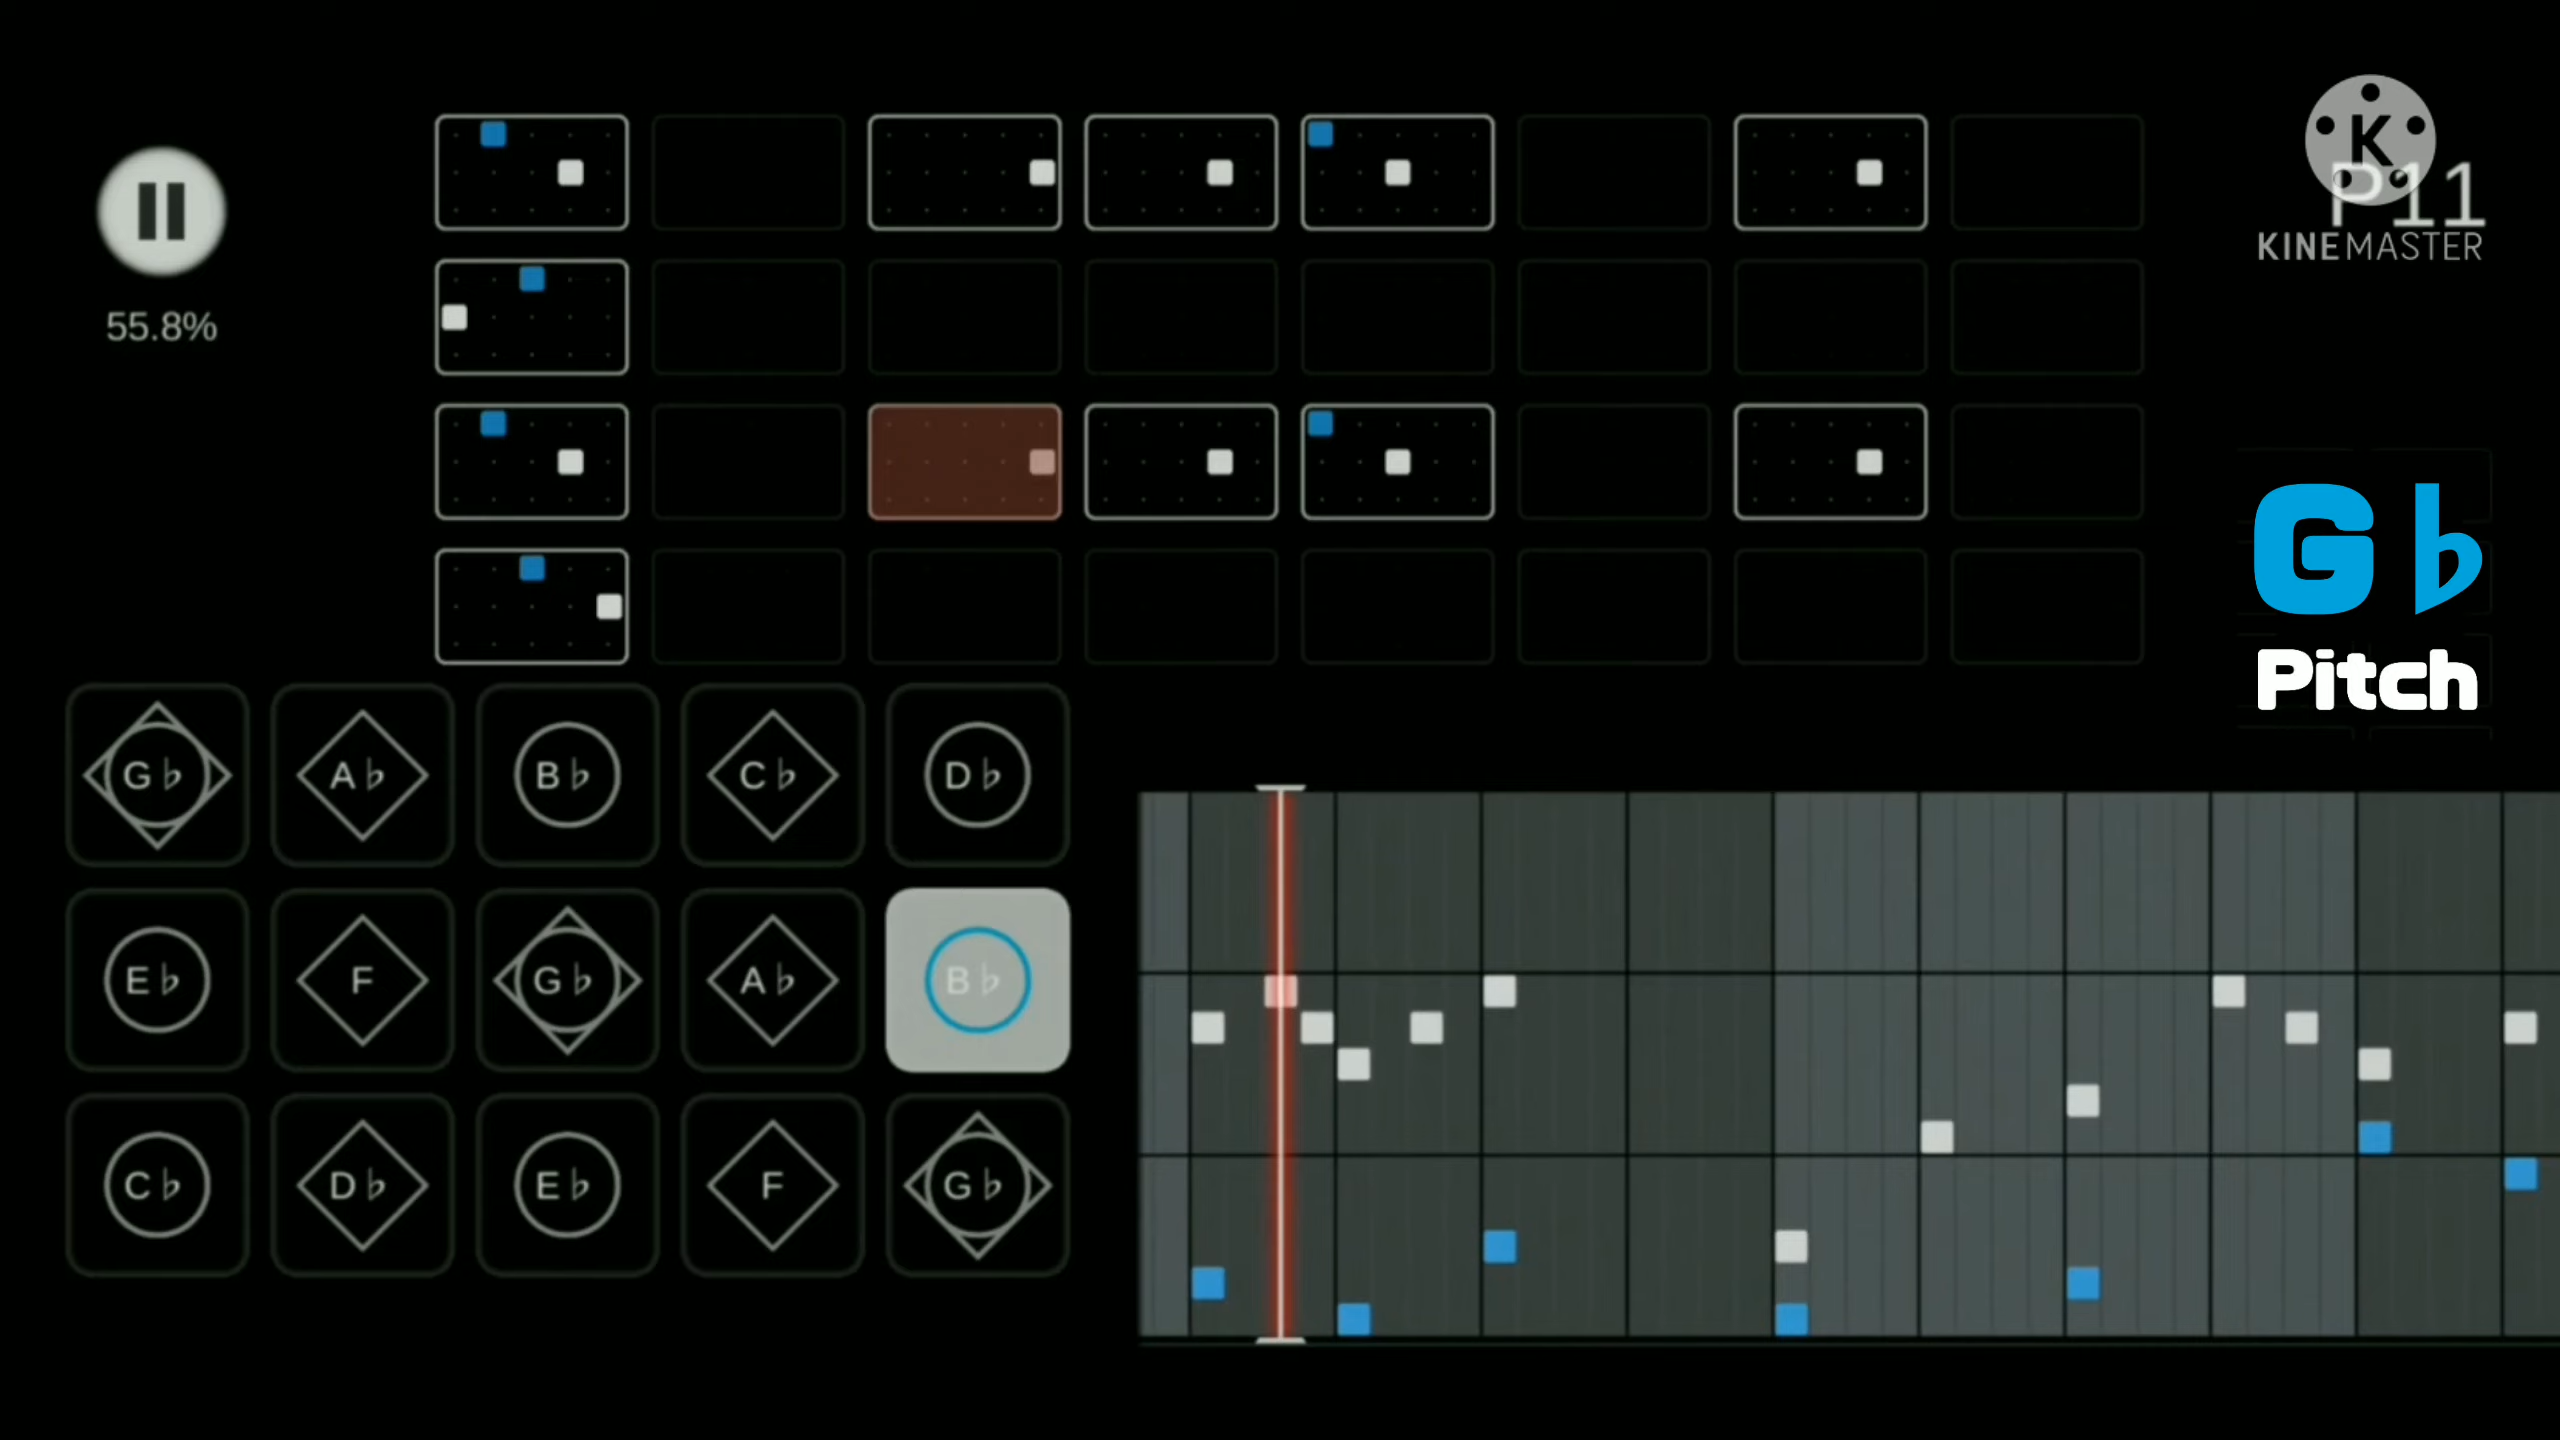 P11
KINEMASTER
55.8%
G♭
Pitch
G♭ A♭ B♭ C♭ D♭
E♭ F G♭ A♭ B♭
C♭ D♭ E♭ F G♭